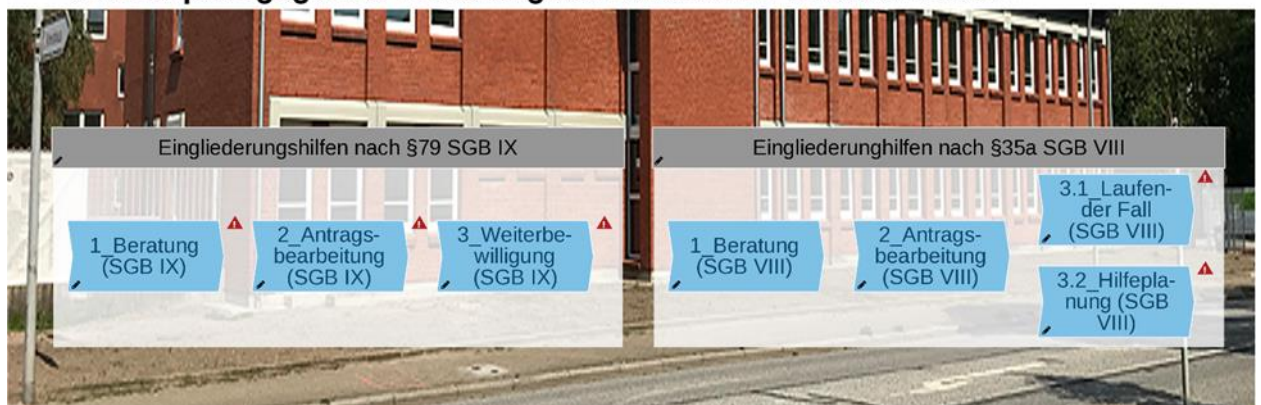 Eingliederungshilfen nach §79 SGB IX
1_Beratung
(SGB IX)
2_Antrags-
bearbeitung
(SGB IX)
3_Weiterbe-
willigung
(SGB IX)
Eingliederunghilfen nach §35a SGB VIII
1_Beratung
(SGB VIII)
2_Antrags-
bearbeitung
(SGB VIII)
3.1_Laufen-
der Fall
(SGB VIII)
3.2_Hilfepla-
nung (SGB
VIII)